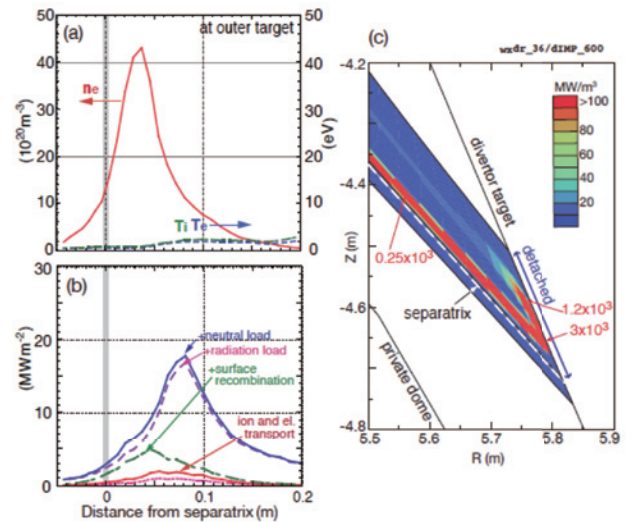 (a)
at outer target
50
50
40
40
30
30
20
20
10
10
0
0
ne
Ti Te
(10²⁰m⁻³)
(eV)
(b)
30
20
10
0
(MWm⁻²)
+neutral load
+radiation load
+surface
recombination
ion and el.
transport
0
0.1
0.2
Distance from separatrix (m)
(c)
wxdr_36/dIMP_600
-4.2
-4.4
-4.6
-4.8
Z (m)
MW/m³
>100
80
60
40
20
divertor target
detached
0.25x10³
1.2x10³
3x10³
separatrix
private dome
5.6
5.6
5.7
5.8
5.9
R (m)